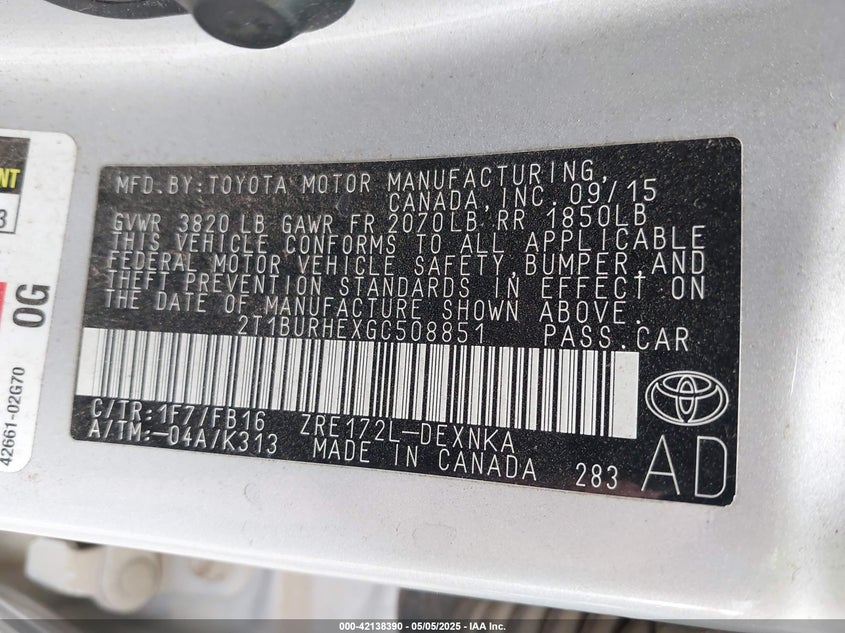 MFD.BY:TOYOTA MOTOR MANUFACTURING,
CANADA,INC.09/15
GVWR 3820 LB GAWR FR 2070LB RR 1850LB
THIS VEHICLE CONFORMS TO ALL APPLICABLE
FEDERAL MOTOR VEHICLE SAFETY,BUMPER,AND
THEFT PREVENTION STANDARDS IN EFFECT ON
THE DATE OF MANUFACTURE SHOWN ABOVE.
2T1BURHEXGC508851 PASS.CAR
C/TR:1F7/FB16 ZRE172L-DEXNKA
A/TM:-04A/K313 MADE IN CANADA 283
AD
NT
3
0G
42661-02G70
000-42138390 - 05/05/2025 - IAA Inc.